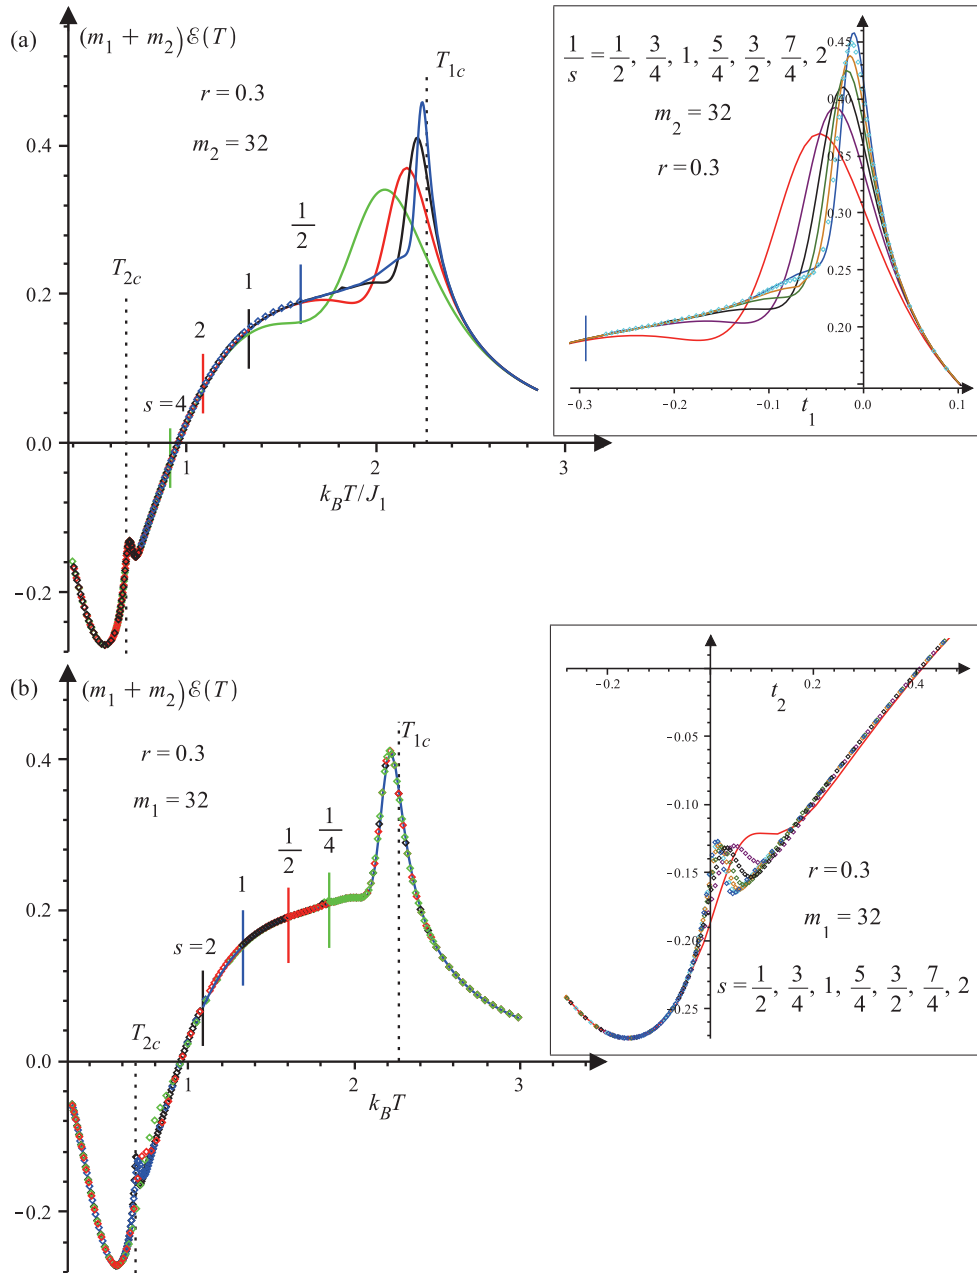 (a)
(m₁ + m₂) ℰ(T)
r = 0.3
m₂ = 32
T₁c
T₂c
s = 4
2
1
1/2
0.4
0.2
0.0
−0.2
1
2
3
k_B T/J₁
1/s = 1/2, 3/4, 1, 5/4, 3/2, 7/4, 2
m₂ = 32
r = 0.3
0.45
0.40
0.30
0.25
0.20
−0.3
−0.1
0.0
0.1
t₁
(b)
(m₁ + m₂) ℰ(T)
r = 0.3
m₁ = 32
T₁c
T₂c
s = 2
1
1/2
1/4
0.4
0.2
0.0
−0.2
1
2
3
k_B T
−0.2
0.2
0.4
t₂
−0.05
−0.10
−0.15
−0.20
−0.25
r = 0.3
m₁ = 32
s = 1/2, 3/4, 1, 5/4, 3/2, 7/4, 2